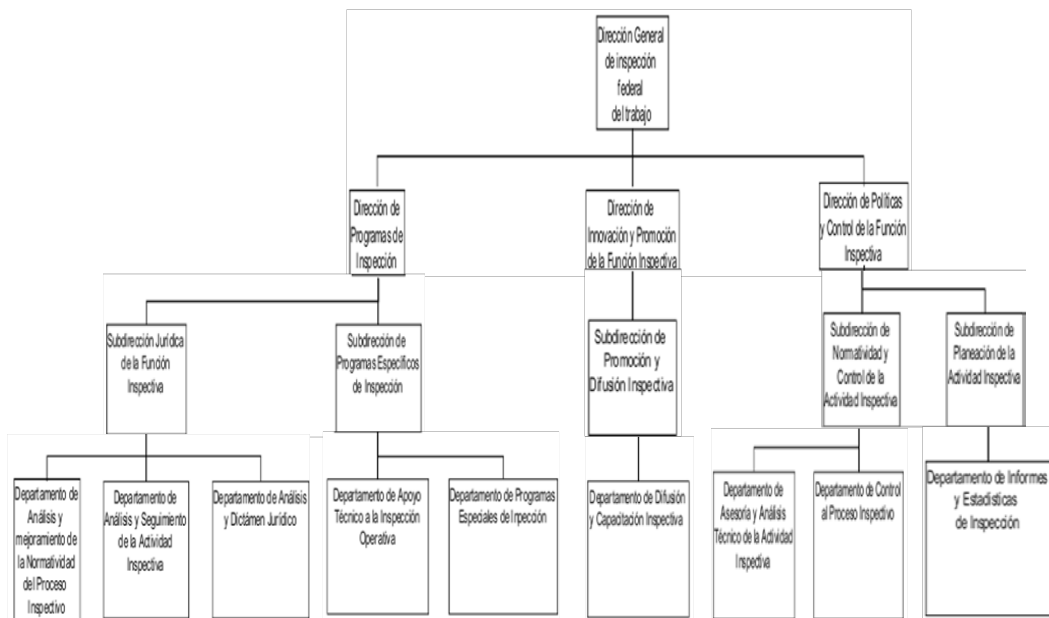 Dirección General
de inspección
federal
del trabajo
Dirección de
Programas de
Inspección
Dirección de
Innovación y Promoción
de la Función Inspectiva
Dirección de Políticas
y Control de la Función
Inspectiva
Subdirección Jurídica
de la Función
Inspectiva
Subdirección de
Programas Específicos
de Inspección
Subdirección de
Promoción y
Difusión Inspectiva
Subdirección de
Normatividad y
Control de la
Actividad Inspectiva
Subdirección de
Planeación de la
Actividad Inspectiva
Departamento de
Análisis y
mejoramiento de
la Normatividad
del Proceso
Inspectivo
Departamento de
Análisis y Seguimiento
de la Actividad
Inspectiva
Departamento de Análisis
y Dictámen Jurídico
Departamento de Apoyo
Técnico a la Inspección
Operativa
Departamento de Programas
Especiales de Inpección
Departamento de Difusión
y Capacitación Inspectiva
Departamento de
Asesoria y Análisis
Técnico de la Actividad
Inspectiva
Departamento de Control
al Proceso Inspectivo
Departamento de Informes
y Estadísticas
de Inspección